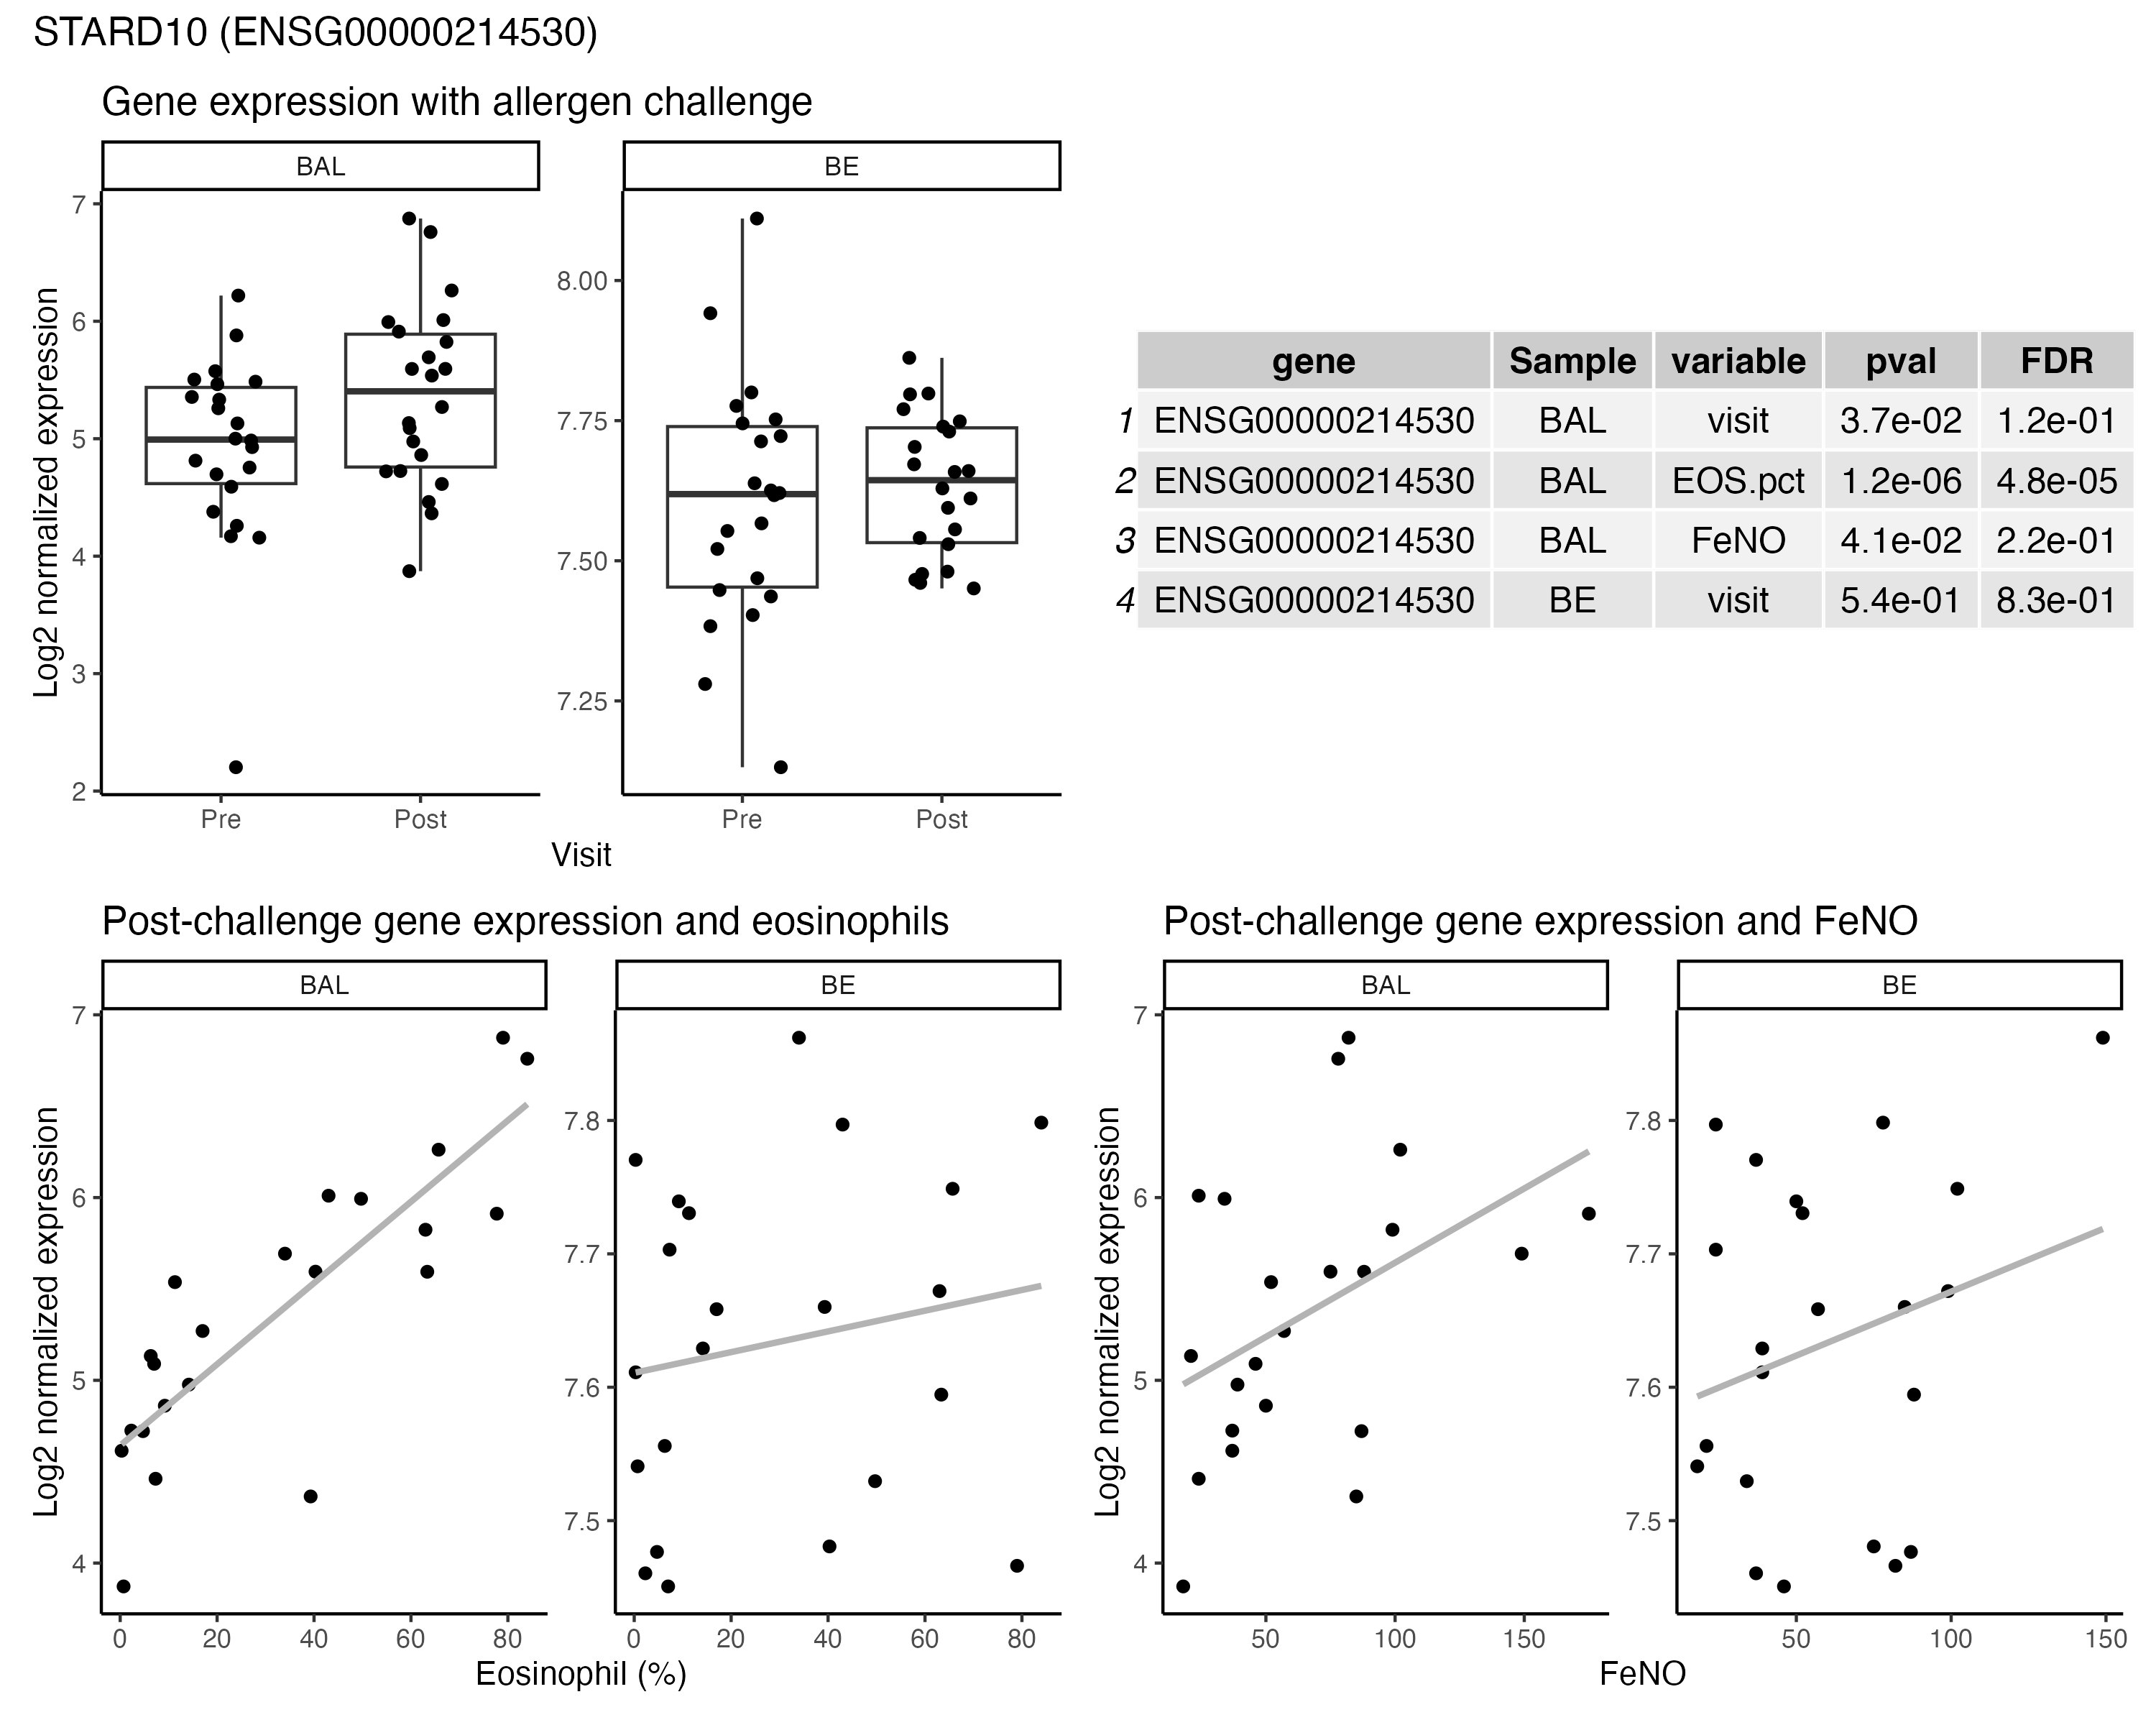 STARD10 (ENSG00000214530)
Gene expression with allergen challenge
BAL
BE
Log2 normalized expression
7
6
5
4
3
2
8.00
7.75
7.50
7.25
Pre
Post
Pre
Post
Visit
gene Sample variable pval FDR
1 ENSG00000214530 BAL visit 3.7e-02 1.2e-01
2 ENSG00000214530 BAL EOS.pct 1.2e-06 4.8e-05
3 ENSG00000214530 BAL FeNO 4.1e-02 2.2e-01
4 ENSG00000214530 BE visit 5.4e-01 8.3e-01
Post-challenge gene expression and eosinophils
BAL
BE
Log2 normalized expression
7
6
5
4
7.8
7.7
7.6
7.5
0 20 40 60 80
0 20 40 60 80
Eosinophil (%)
Post-challenge gene expression and FeNO
BAL
BE
Log2 normalized expression
7
6
5
4
7.8
7.7
7.6
7.5
50 100 150
50 100 150
FeNO